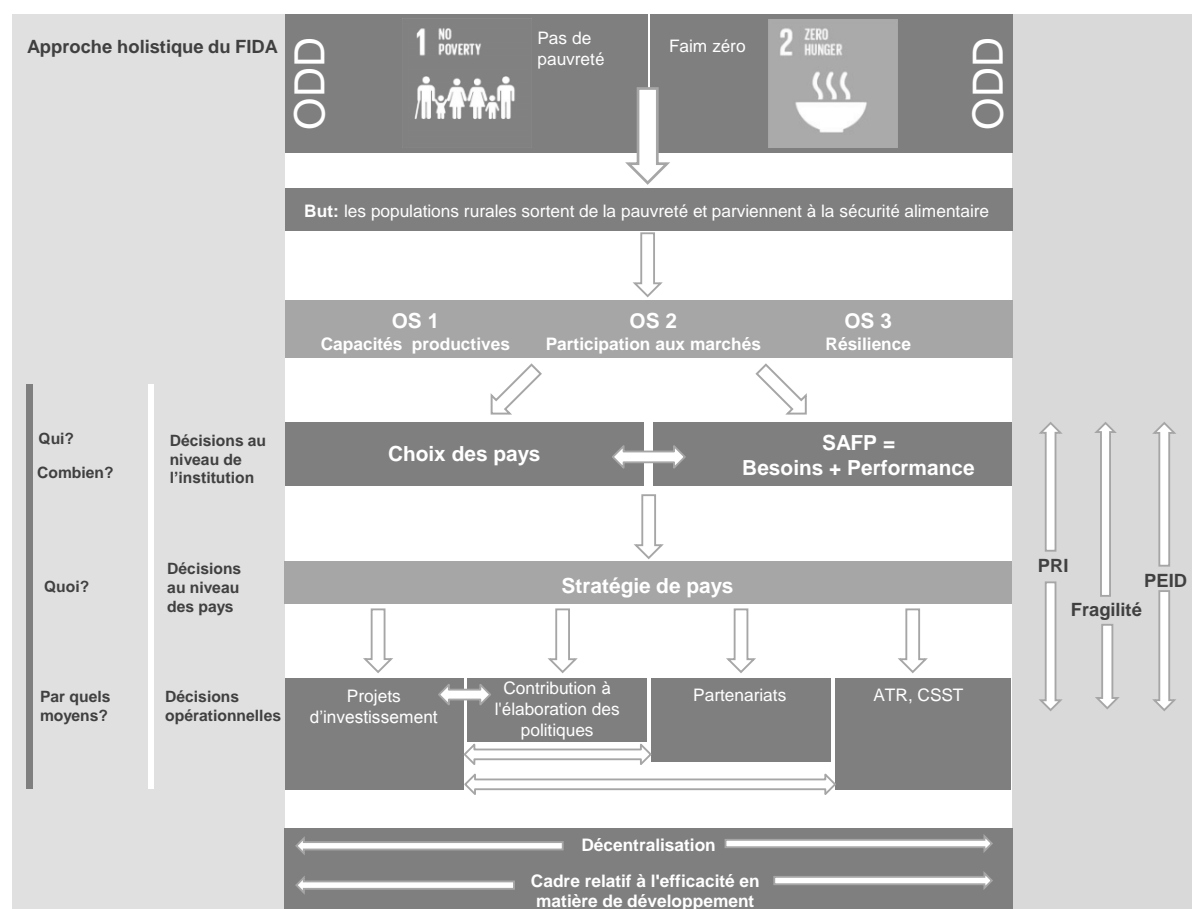 Approche holistique du FIDA
ODD
1 NO
POVERTY
Pas de
pauvreté
Faim zéro
2 ZERO
HUNGER
ODD
But: les populations rurales sortent de la pauvreté et parviennent à la sécurité alimentaire
OS 1
Capacités productives
OS 2
Participation aux marchés
OS 3
Résilience
Qui?
Combien?
Décisions au
niveau de
l’institution
Choix des pays
SAFP =
Besoins + Performance
Quoi?
Décisions
au niveau
des pays
Stratégie de pays
PRI
Fragilité
PEID
Par quels
moyens?
Décisions
opérationnelles
Projets
d’investissement
Contribution à
l'élaboration des
politiques
Partenariats
ATR, CSST
Décentralisation
Cadre relatif à l'efficacité en
matière de développement